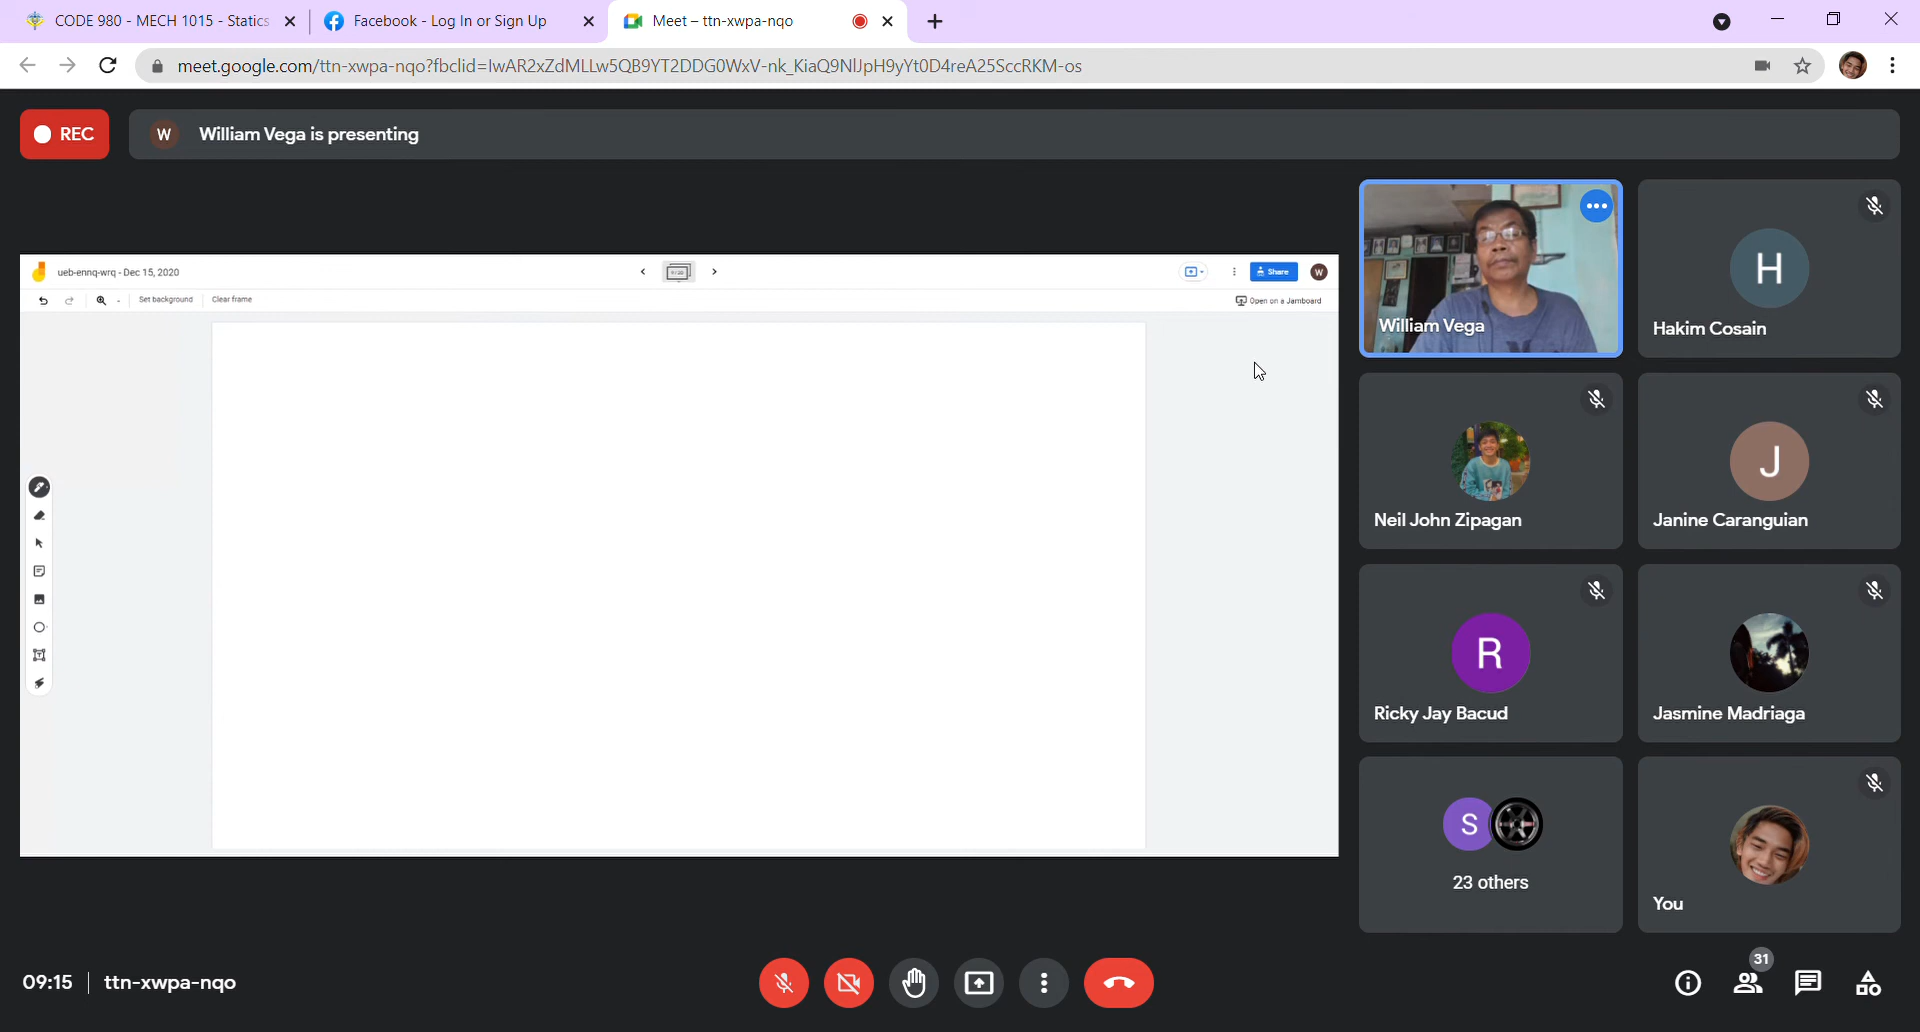 CODE 980 - MECH 1015 - Statics
Facebook - Log In or Sign Up
Meet – ttn-xwpa-nqo
meet.google.com/ttn-xwpa-nqo?fbclid=IwAR2xZdMLLw5QB9YT2DDG0WxV-nk_KiaQ9NIJpH9yYt0D4reA25SccRKM-os
REC
W
William Vega is presenting
ueb-ennq-wrq - Dec 15, 2020
9/20
Share
W
Set background
Clear frame
Open on a Jamboard
William Vega
H
Hakim Cosain
Neil John Zipagan
J
Janine Caranguian
R
Ricky Jay Bacud
Jasmine Madriaga
S
23 others
You
09:15
ttn-xwpa-nqo
31